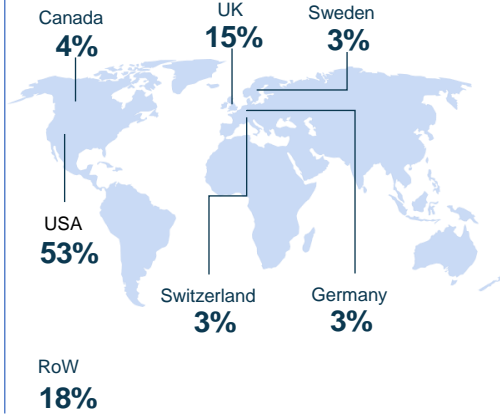 Canada
4%
UK
15%
Sweden
3%
USA
53%
Switzerland
3%
Germany
3%
RoW
18%